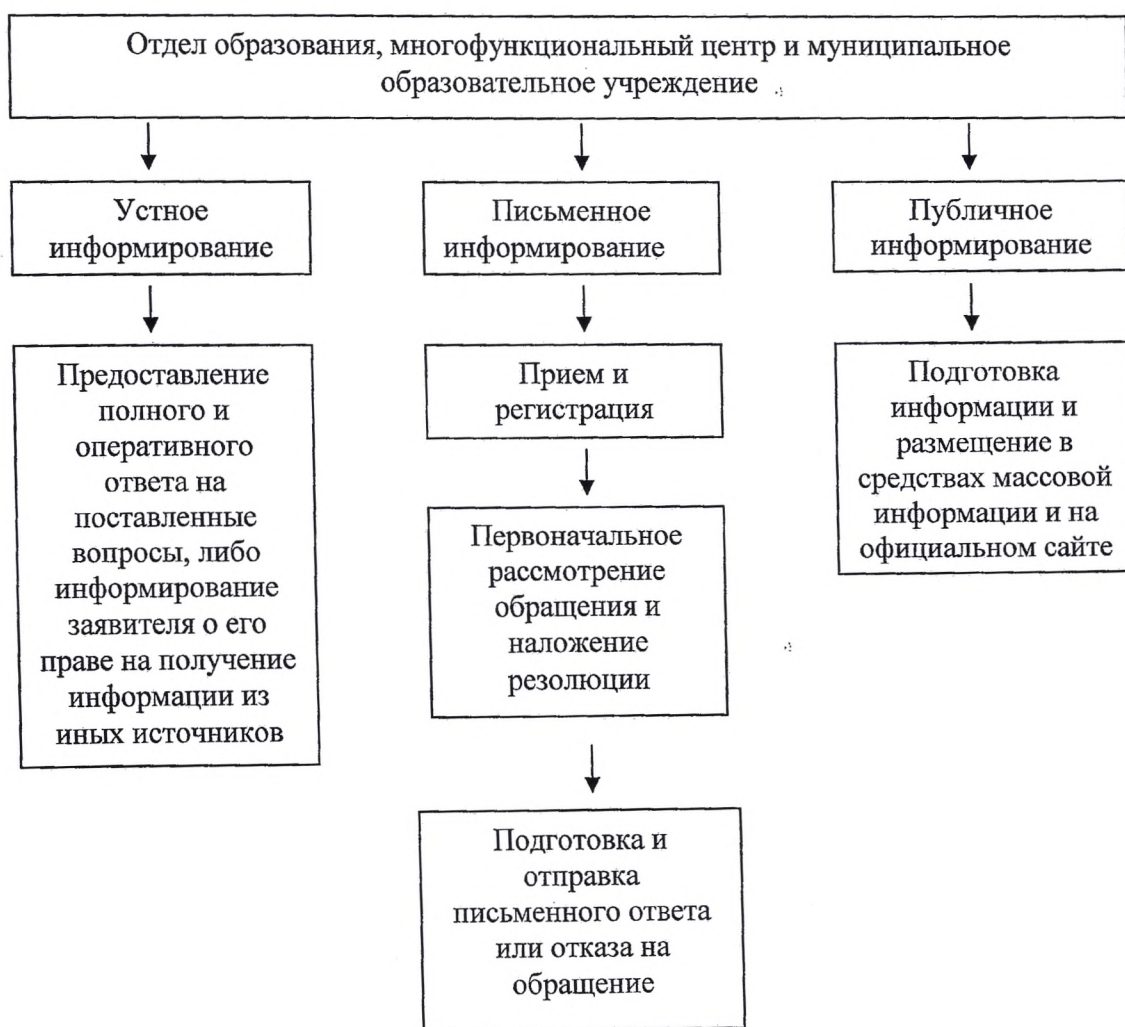 Отдел образования, многофункциональный центр и муниципальное
образовательное учреждение
Устное
информирование
Письменное
информирование
Публичное
информирование
Предоставление
полного и
оперативного
ответа на
поставленные
вопросы, либо
информирование
заявителя о его
праве на получение
информации из
иных источников
Прием и
регистрация
Первоначальное
рассмотрение
обращения и
наложение
резолюции
Подготовка и
отправка
письменного ответа
или отказа на
обращение
Подготовка
информации и
размещение в
средствах массовой
информации и на
официальном сайте